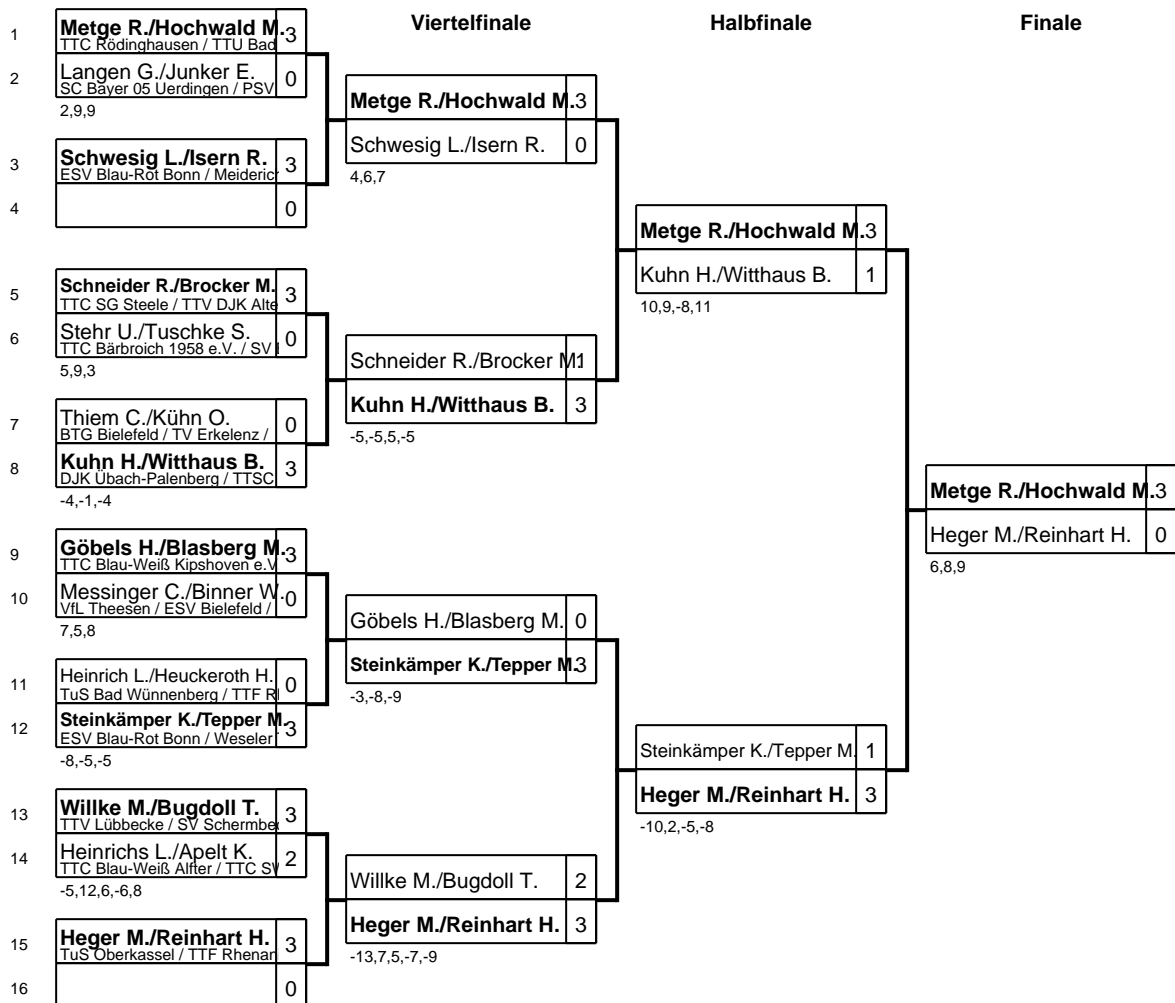 Viertelfinale
Halbfinale
Finale
1
Metge R./Hochwald M. 3
TTC Rödinghausen / TTU Bad
2
Langen G./Junker E. 0
SC Bayer 05 Uerdingen / PSV
2,9,9
3
Schwesig L./Isern R. 3
ESV Blau-Rot Bonn / Meideric
4
0
5
Schneider R./Brocker M. 3
TTC SG Steele / TTV DJK Alte
6
Stehr U./Tuschke S. 0
TTC Bärbroich 1958 e.V. / SV
5,9,3
7
Thiem C./Kühn O. 0
BTG Bielefeld / TV Erkelenz /
8
Kuhn H./Witthaus B. 3
DJK Übach-Palenberg / TTSC
-4,-1,-4
9
Göbels H./Blasberg M. 3
TTC Blau-Weiß Kipshoven e.V
10
Messinger C./Binner W. 0
VfL Theesen / ESV Bielefeld /
7,5,8
11
Heinrich L./Heuckeroth H. 0
TuS Bad Wünnenberg / TTF R
12
Steinkämper K./Tepper M. 3
ESV Blau-Rot Bonn / Weseler
-8,-5,-5
13
Willke M./Bugdoll T. 3
TTV Lübbecke / SV Schermbe
14
Heinrichs L./Apelt K. 2
TTC Blau-Weiß Alfter / TTC SV
-5,12,6,-6,8
15
Heger M./Reinhart H. 3
TuS Oberkassel / TTF Rhenan
16
0
Metge R./Hochwald M. 3
Schwesig L./Isern R. 0
4,6,7
Schneider R./Brocker M. 1
Kuhn H./Witthaus B. 3
-5,-5,5,-5
Göbels H./Blasberg M. 0
Steinkämper K./Tepper M. 3
-3,-8,-9
Willke M./Bugdoll T. 2
Heger M./Reinhart H. 3
-13,7,5,-7,-9
Metge R./Hochwald M. 3
Kuhn H./Witthaus B. 1
10,9,-8,11
Steinkämper K./Tepper M. 1
Heger M./Reinhart H. 3
-10,2,-5,-8
Metge R./Hochwald M. 3
Heger M./Reinhart H. 0
6,8,9